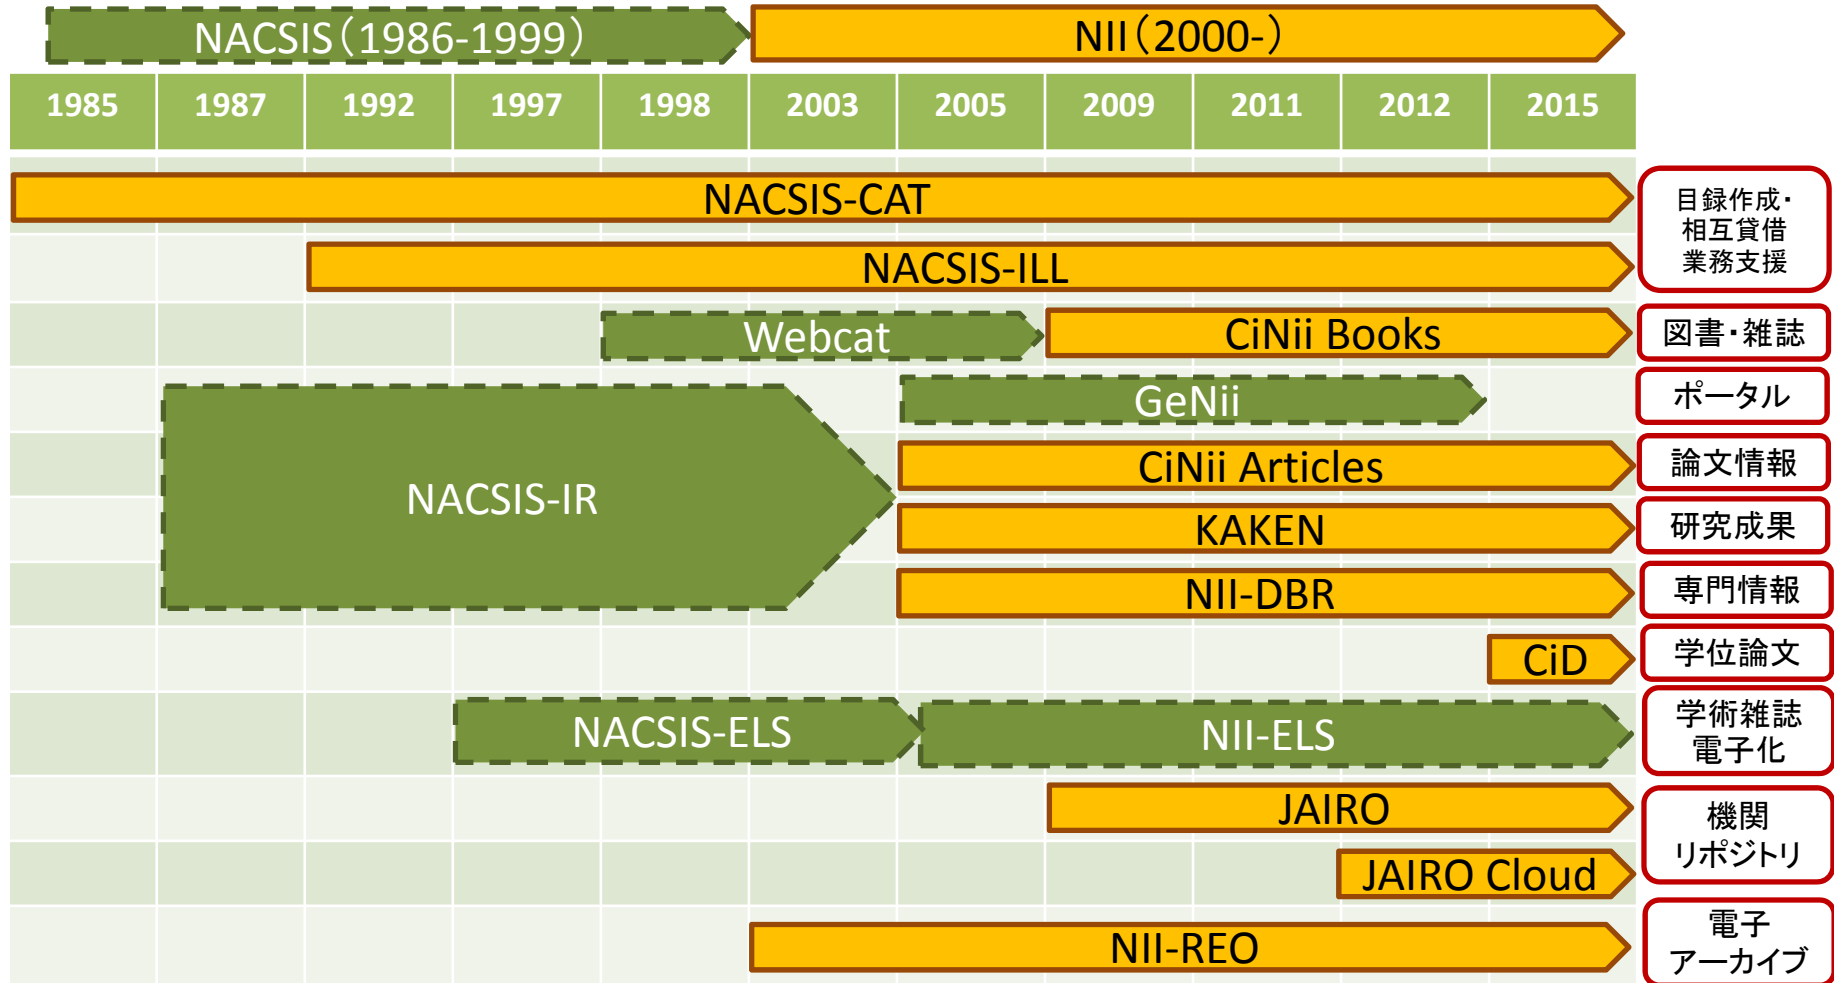 NACSIS（1986-1999）
NII（2000-）
1985 1987 1992 1997 1998 2003 2005 2009 2011 2012 2015
NACSIS-CAT
目録作成・
相互貸借
業務支援
NACSIS-ILL
Webcat
CiNii Books
図書・雑誌
GeNii
ポータル
NACSIS-IR
CiNii Articles
論文情報
KAKEN
研究成果
NII-DBR
専門情報
CiD
学位論文
NACSIS-ELS
NII-ELS
学術雑誌
電子化
JAIRO
機関
リポジトリ
JAIRO Cloud
NII-REO
電子
アーカイブ